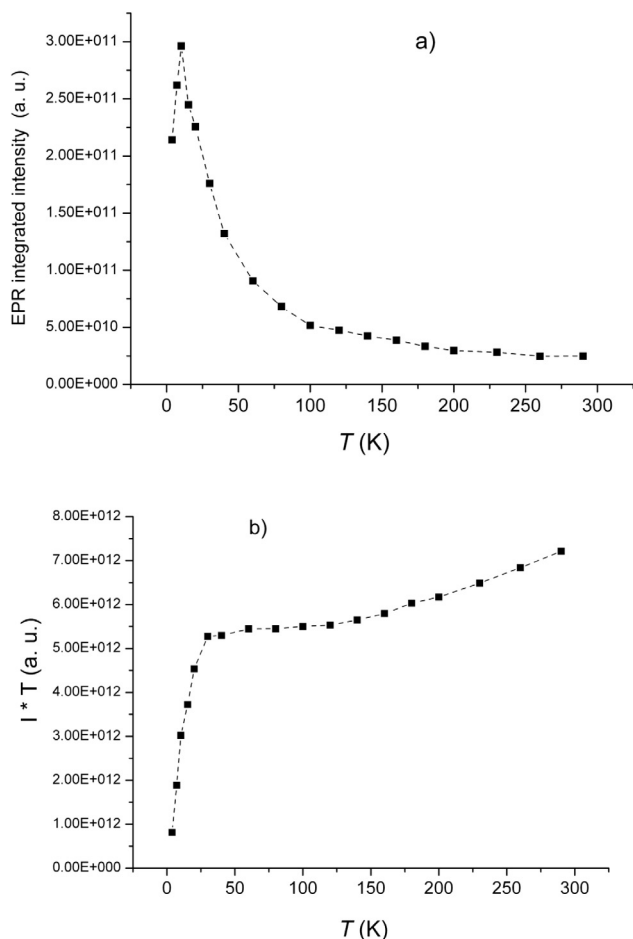 a)
EPR integrated intensity (a. u.)
3.00E+011
2.50E+011
2.00E+011
1.50E+011
1.00E+011
5.00E+010
0.00E+000
0 50 100 150 200 250 300
T (K)
b)
I * T (a. u.)
8.00E+012
7.00E+012
6.00E+012
5.00E+012
4.00E+012
3.00E+012
2.00E+012
1.00E+012
0.00E+000
0 50 100 150 200 250 300
T (K)